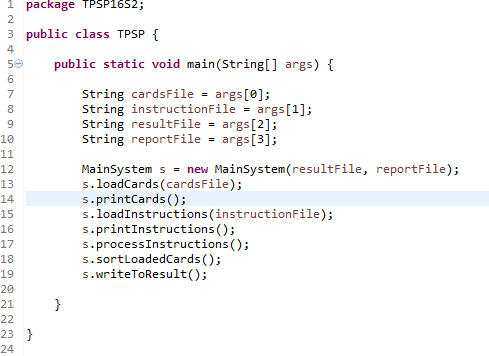 1 package TPSP16S2;
2
3 public class TPSP {
4
5 public static void main(String[] args) {
6
7 String cardsFile = args[0];
8 String instructionFile = args[1];
9 String resultFile = args[2];
10 String reportFile = args[3];
11
12 MainSystem s = new MainSystem(resultFile, reportFile);
13 s.loadCards(cardsFile);
14 s.printCards();
15 s.loadInstructions(instructionFile);
16 s.printInstructions();
17 s.processInstructions();
18 s.sortLoadedCards();
19 s.writeToResult();
20
21 }
22
23 }
24